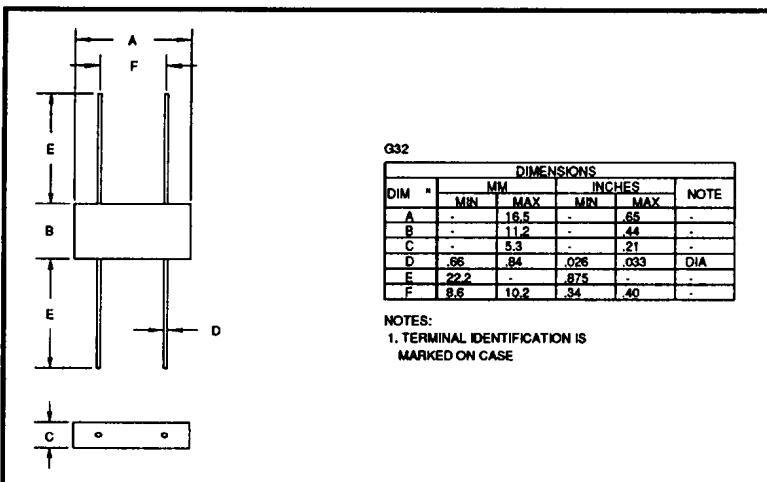 A
F
E
B
E
D
C
G32
DIMENSIONS
DIM " MM INCHES NOTE
MIN MAX MIN MAX
A - 16.5 - .65 -
B - 11.2 - .44 -
C - 5.3 - .21 -
D .66 .84 .026 .033 DIA
E 22.2 - .875 - -
F 8.6 10.2 .34 .40 -
NOTES:
1. TERMINAL IDENTIFICATION IS
MARKED ON CASE